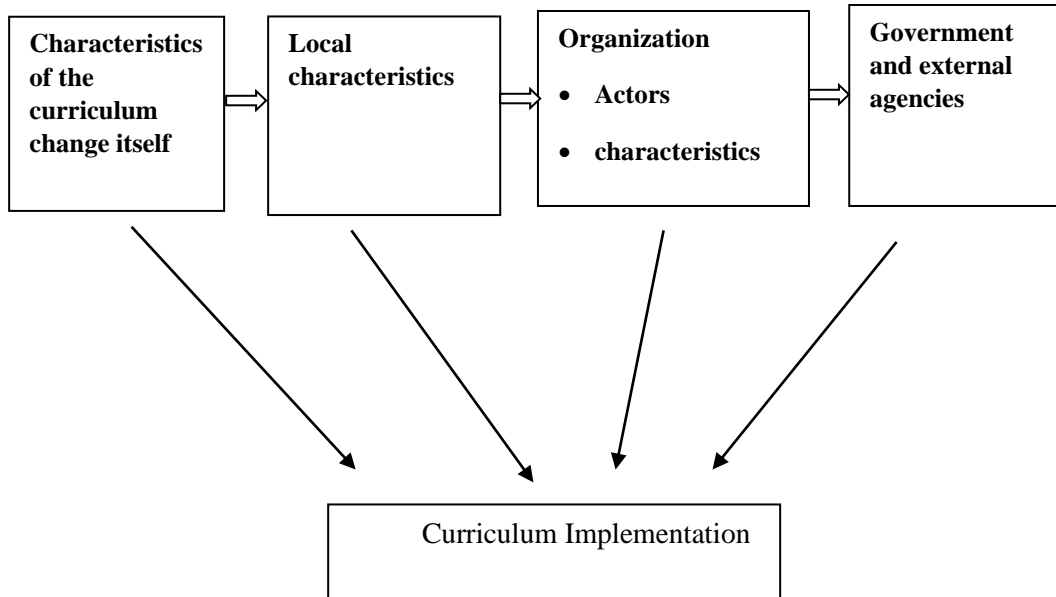 Characteristics
of the
curriculum
change itself
Local
characteristics
Organization
• Actors
• characteristics
Government
and external
agencies
Curriculum Implementation